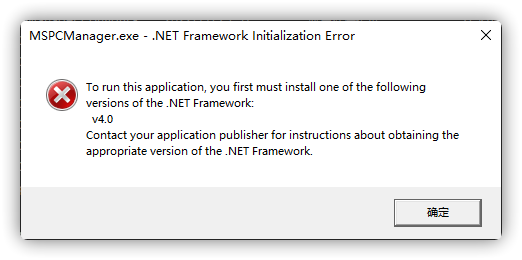 MSPCManager.exe - .NET Framework Initialization Error
To run this application, you first must install one of the following
versions of the .NET Framework:
v4.0
Contact your application publisher for instructions about obtaining the
appropriate version of the .NET Framework.
确定